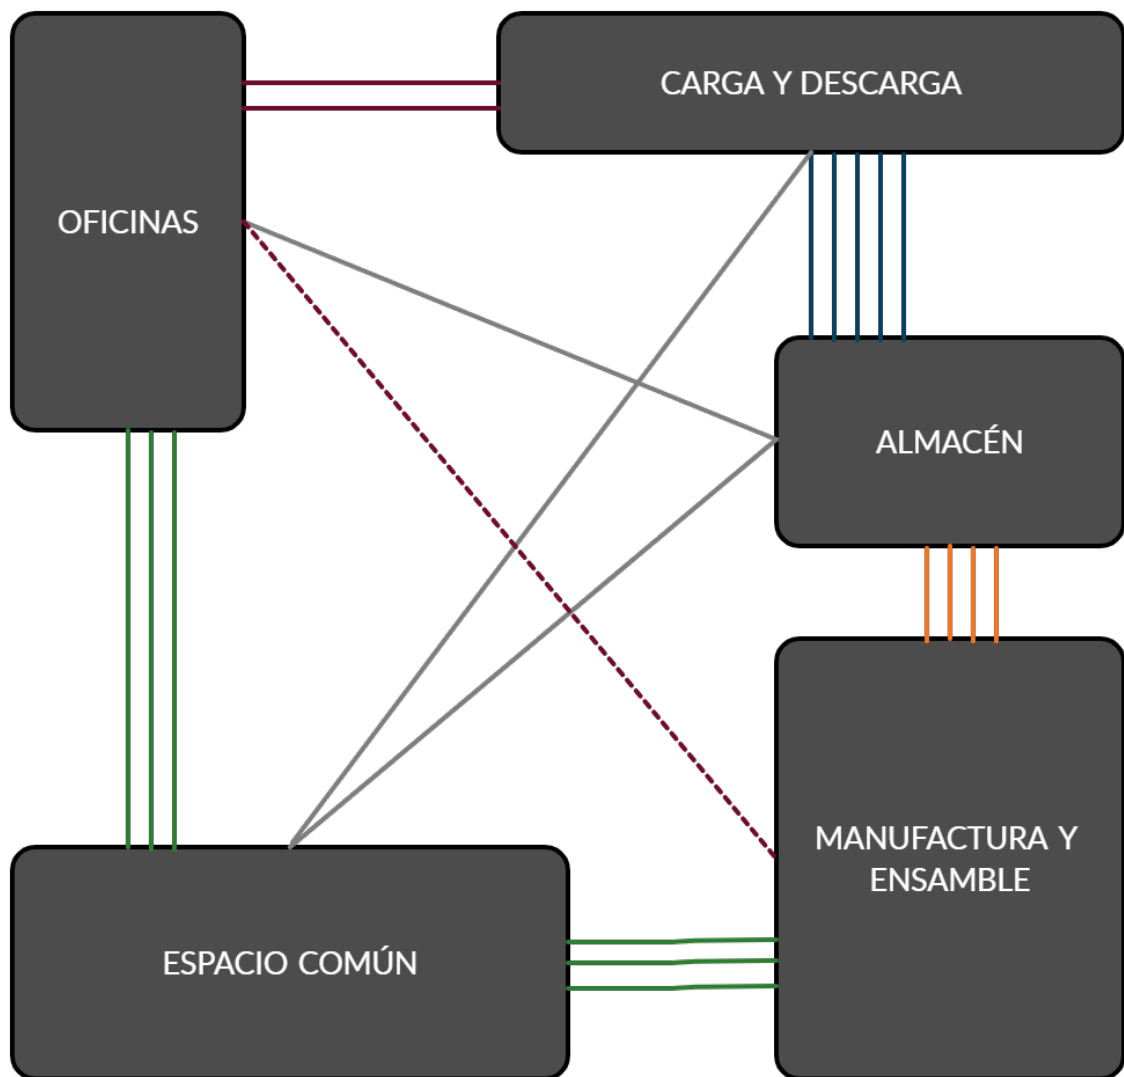 CARGA Y DESCARGA
OFICINAS
ALMACÉN
MANUFACTURA Y
ENSAMBLE
ESPACIO COMÚN